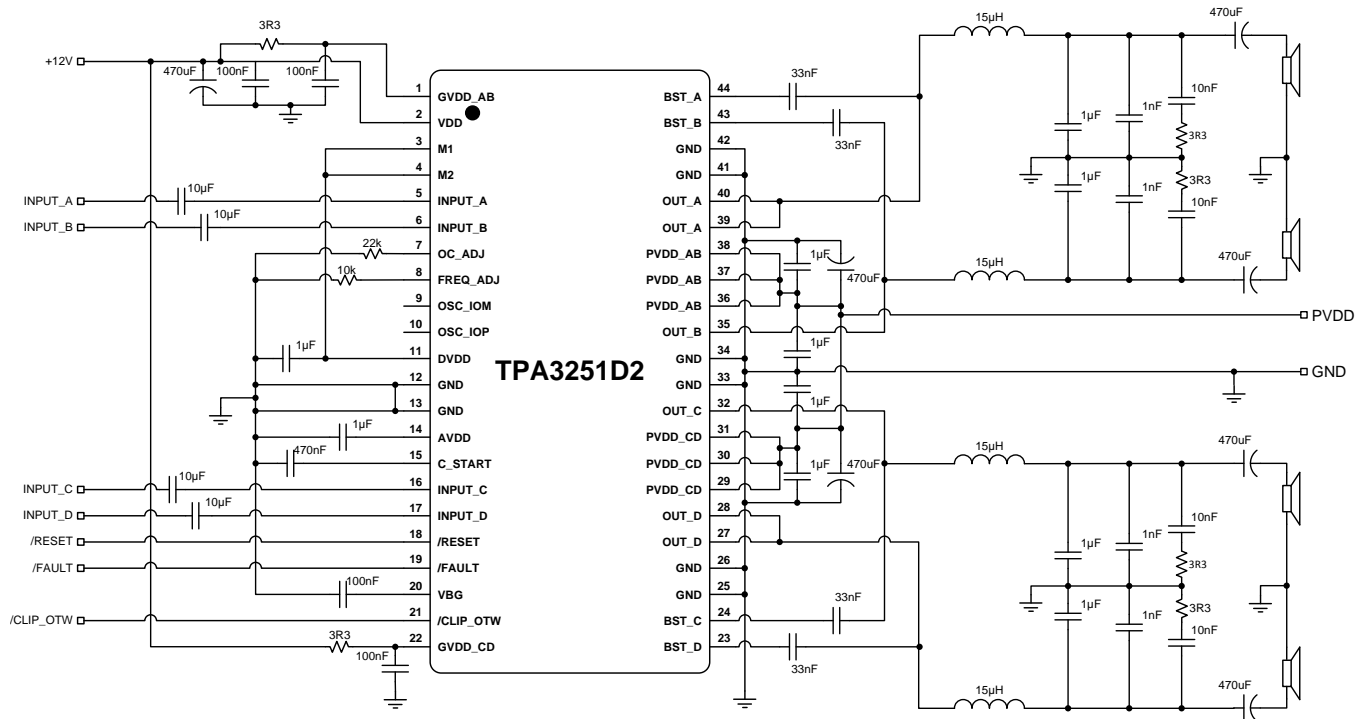 3R3
+12V
470uF
100nF
100nF
1
GVDD_AB
2
VDD
3
M1
4
M2
INPUT_A
10µF
5
INPUT_A
INPUT_B
10µF
6
INPUT_B
22k
7
OC_ADJ
10k
8
FREQ_ADJ
9
OSC_IOM
10
OSC_IOP
1µF
11
DVDD
12
GND
13
GND
1µF
14
AVDD
470nF
15
C_START
INPUT_C
10µF
16
INPUT_C
INPUT_D
10µF
17
INPUT_D
/RESET
18
/RESET
/FAULT
19
/FAULT
100nF
20
VBG
/CLIP_OTW
21
/CLIP_OTW
3R3
100nF
22
GVDD_CD
TPA3251D2
BST_A
44
33nF
BST_B
43
33nF
GND
42
GND
41
OUT_A
40
OUT_A
39
PVDD_AB
38
PVDD_AB
37
PVDD_AB
36
OUT_B
35
GND
34
GND
33
OUT_C
32
PVDD_CD
31
PVDD_CD
30
PVDD_CD
29
OUT_D
28
OUT_D
27
GND
26
GND
25
BST_C
24
33nF
BST_D
23
33nF
1µF
470uF
1µF
1µF
1µF
470uF
15µH
470uF
10nF
1µF
1nF
3R3
1µF
1nF
3R3
10nF
15µH
470uF
PVDD
GND
15µH
470uF
10nF
1µF
1nF
3R3
1µF
1nF
3R3
10nF
15µH
470uF